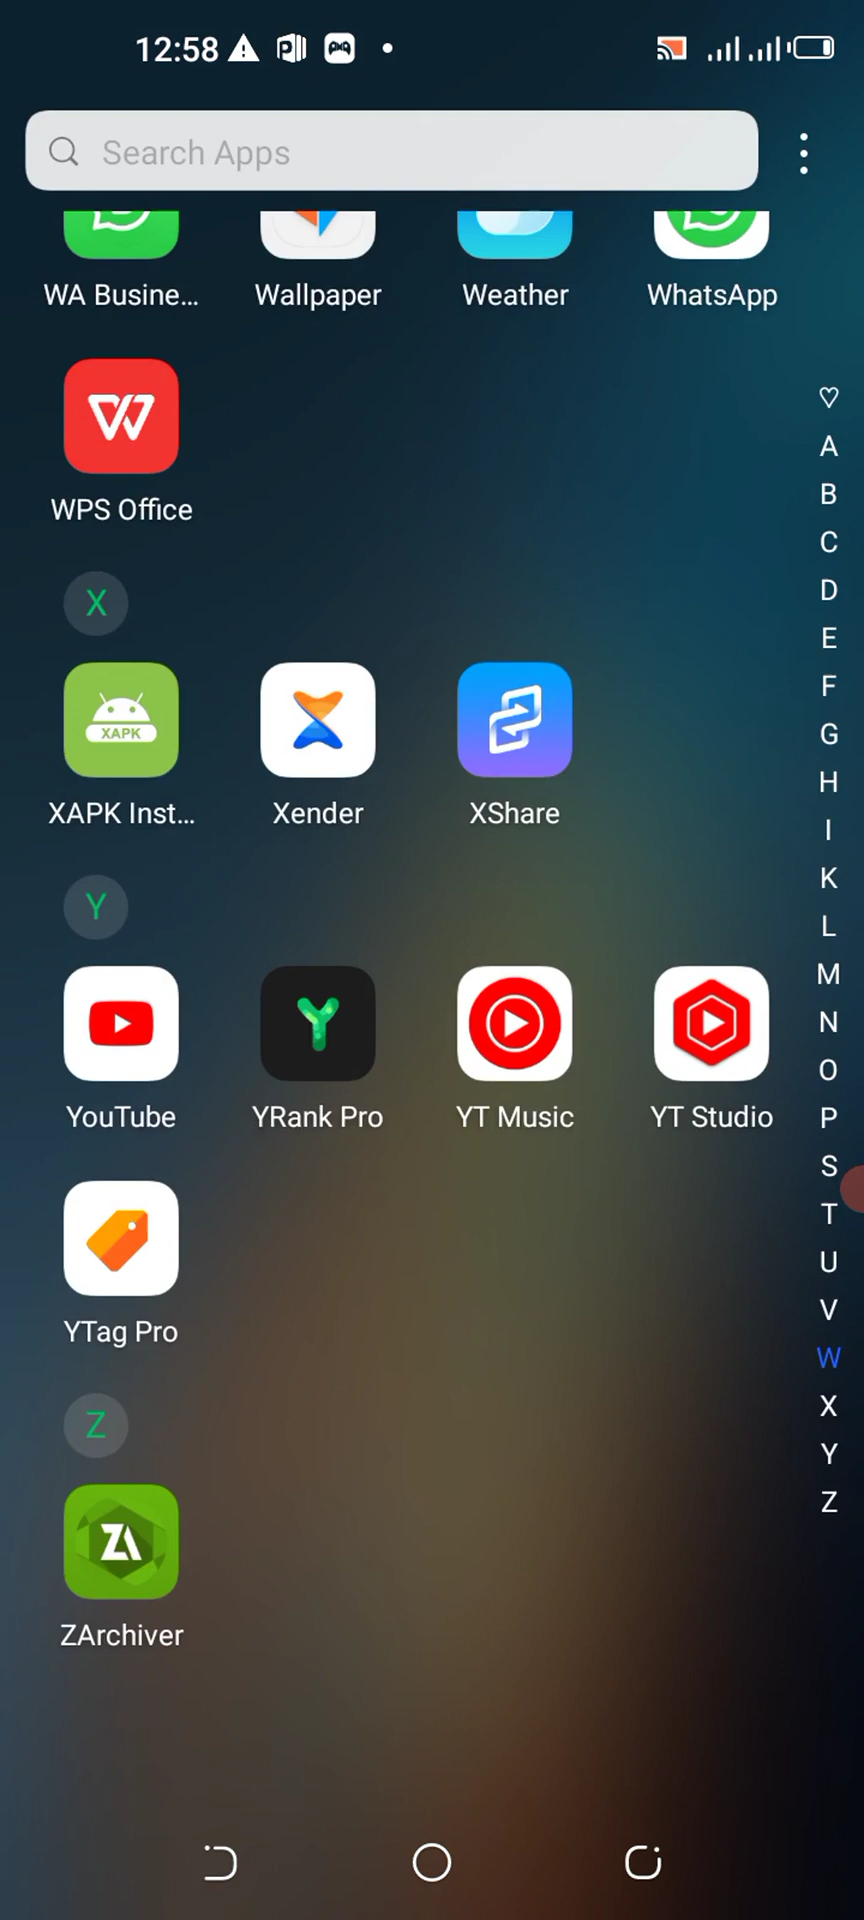 12:58
Search Apps
WA Busine... Wallpaper Weather WhatsApp
WPS Office
X
XAPK
XAPK Inst... Xender XShare
Y
YouTube YRank Pro YT Music YT Studio
YTag Pro
Z
ZA
ZArchiver
A
B
C
D
E
F
G
H
I
K
L
M
N
O
P
S
T
U
V
W
X
Y
Z